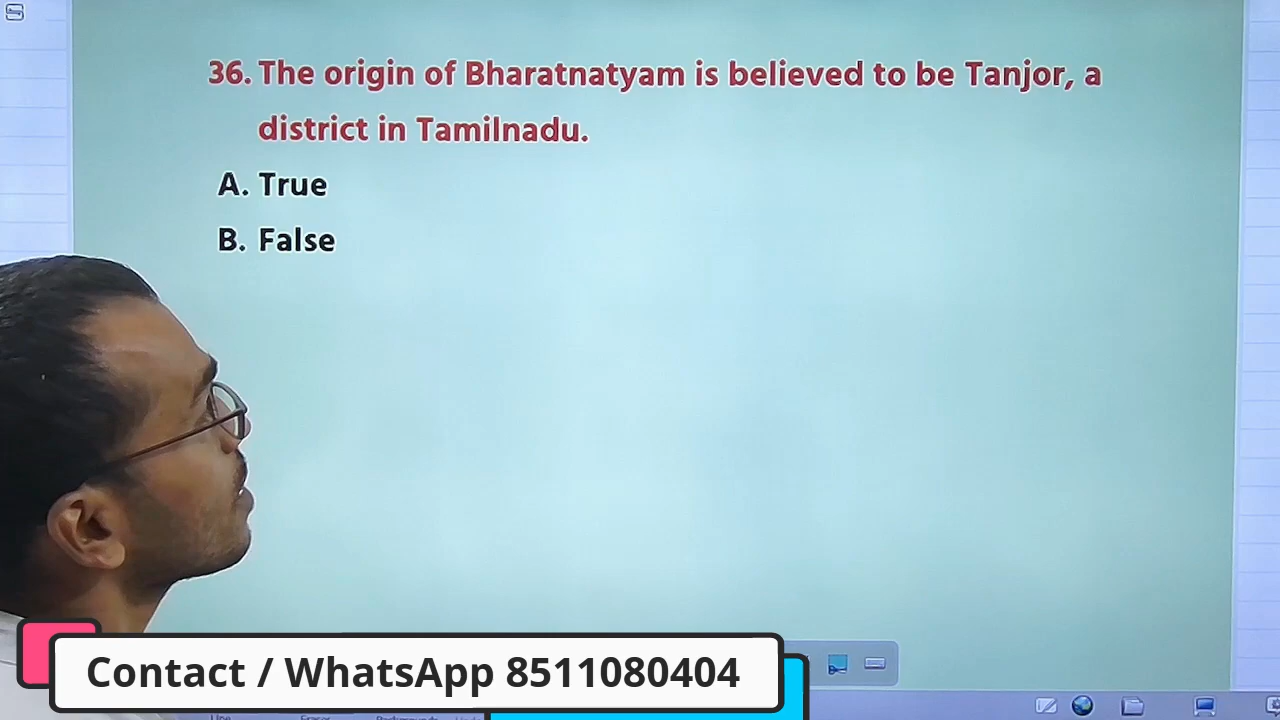 36. The origin of Bharatnatyam is believed to be Tanjor, a
district in Tamilnadu.
A. True
B. False
Contact / WhatsApp 8511080404